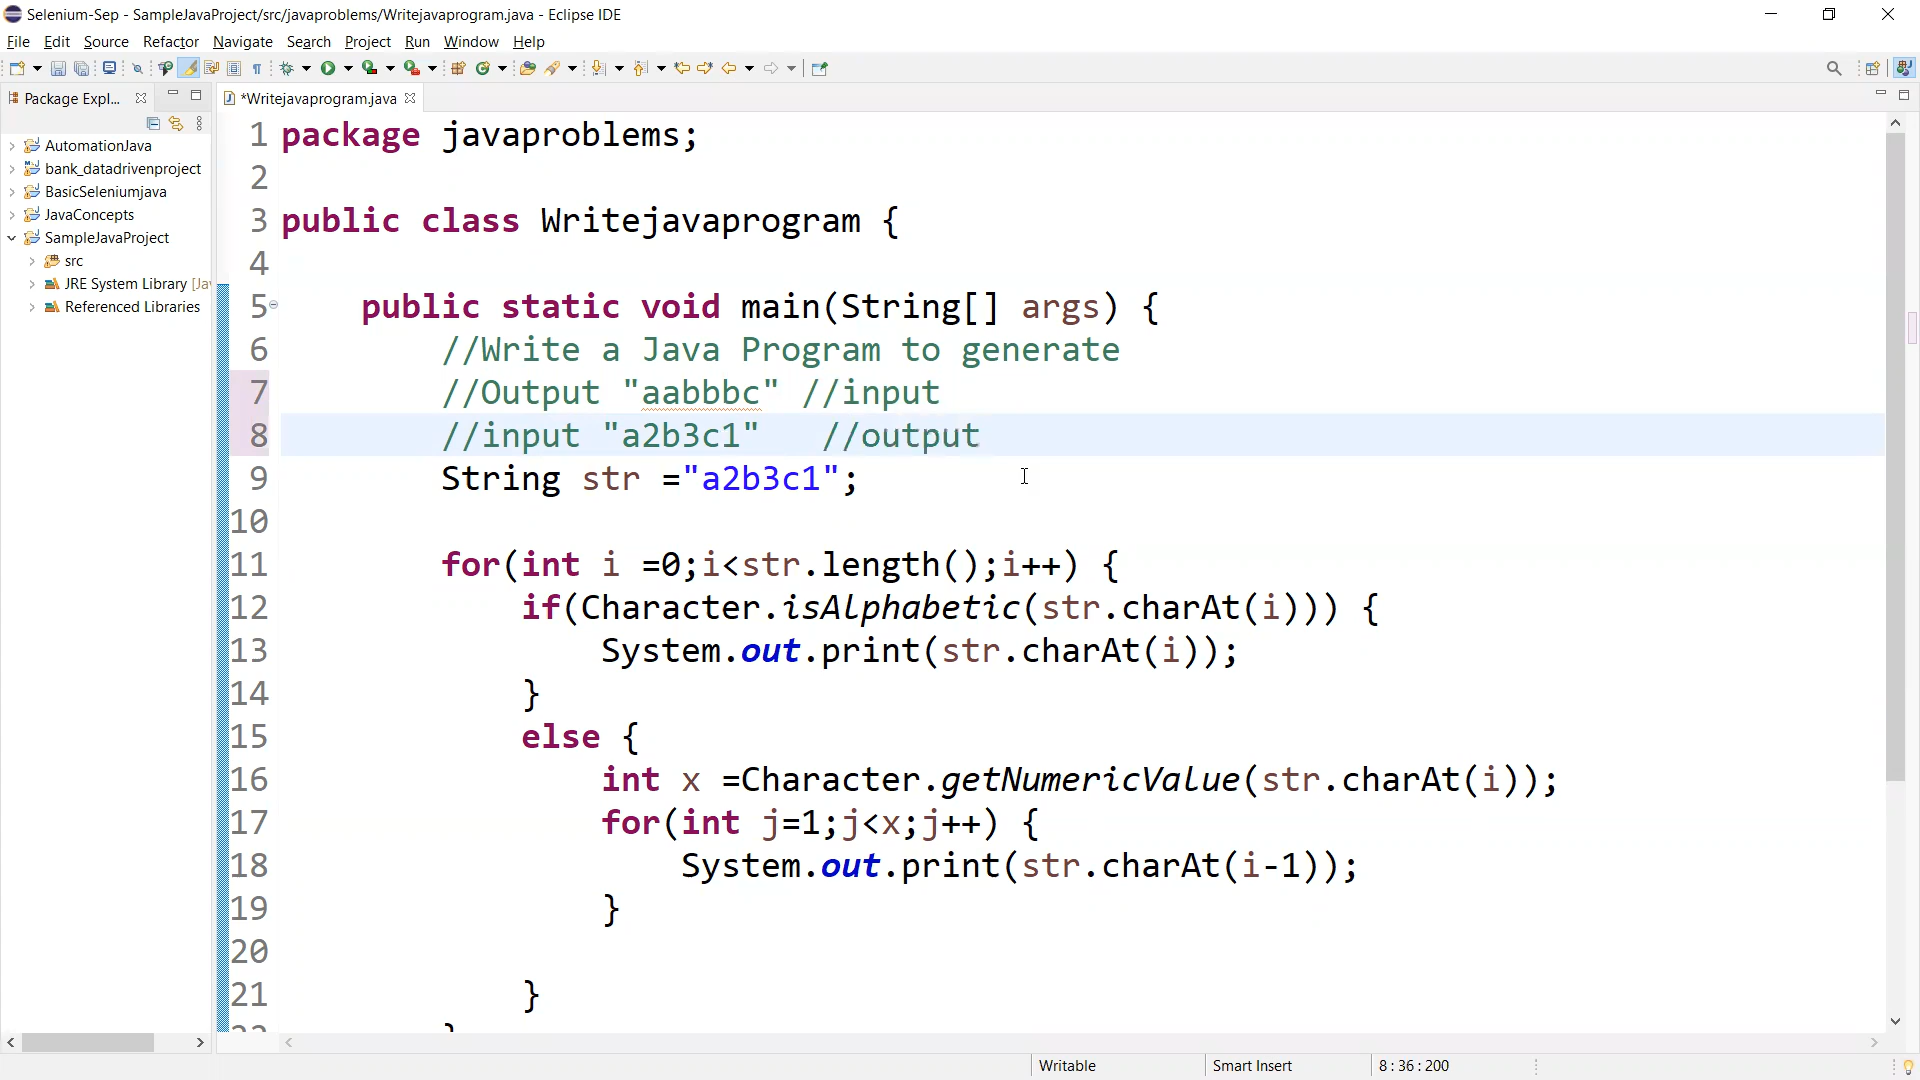 Selenium-Sep - SampleJavaProject/src/javaproblems/Writejavaprogram.java - Eclipse IDE
File Edit Source Refactor Navigate Search Project Run Window Help
Package Expl...
*Writejavaprogram.java
AutomationJava
bank_datadrivenproject
BasicSeleniumjava
JavaConcepts
SampleJavaProject
src
JRE System Library [Jav
Referenced Libraries
1 package javaproblems;
2
3 public class Writejavaprogram {
4
5 public static void main(String[] args) {
6 //Write a Java Program to generate
7 //Output "aabbbc" //input
8 //input "a2b3c1" //output
9 String str ="a2b3c1";
10
11 for(int i =0;i<str.length();i++) {
12 if(Character.isAlphabetic(str.charAt(i))) {
13 System.out.print(str.charAt(i));
14 }
15 else {
16 int x =Character.getNumericValue(str.charAt(i));
17 for(int j=1;j<x;j++) {
18 System.out.print(str.charAt(i-1));
19 }
20
21 }
Writable Smart Insert 8 : 36 : 200